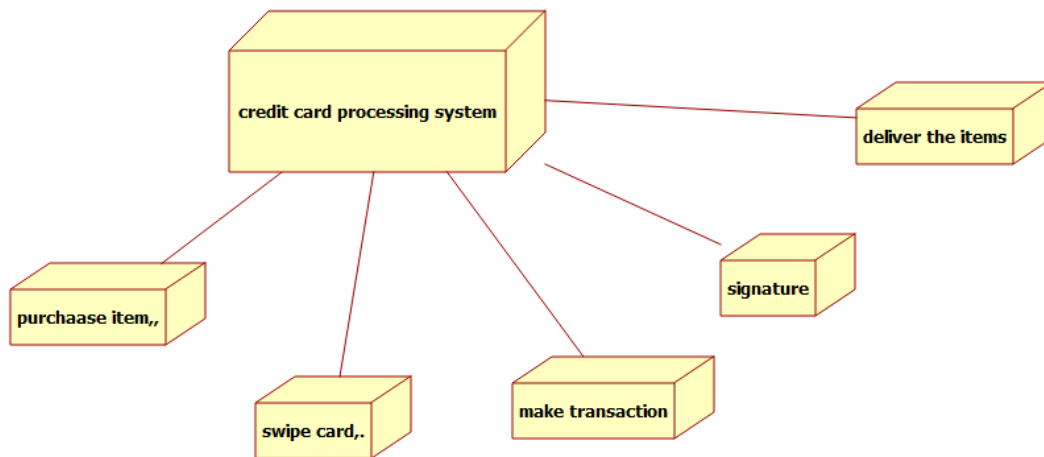 credit card processing system
deliver the items
signature
purchaase item,,
make transaction
swipe card,.